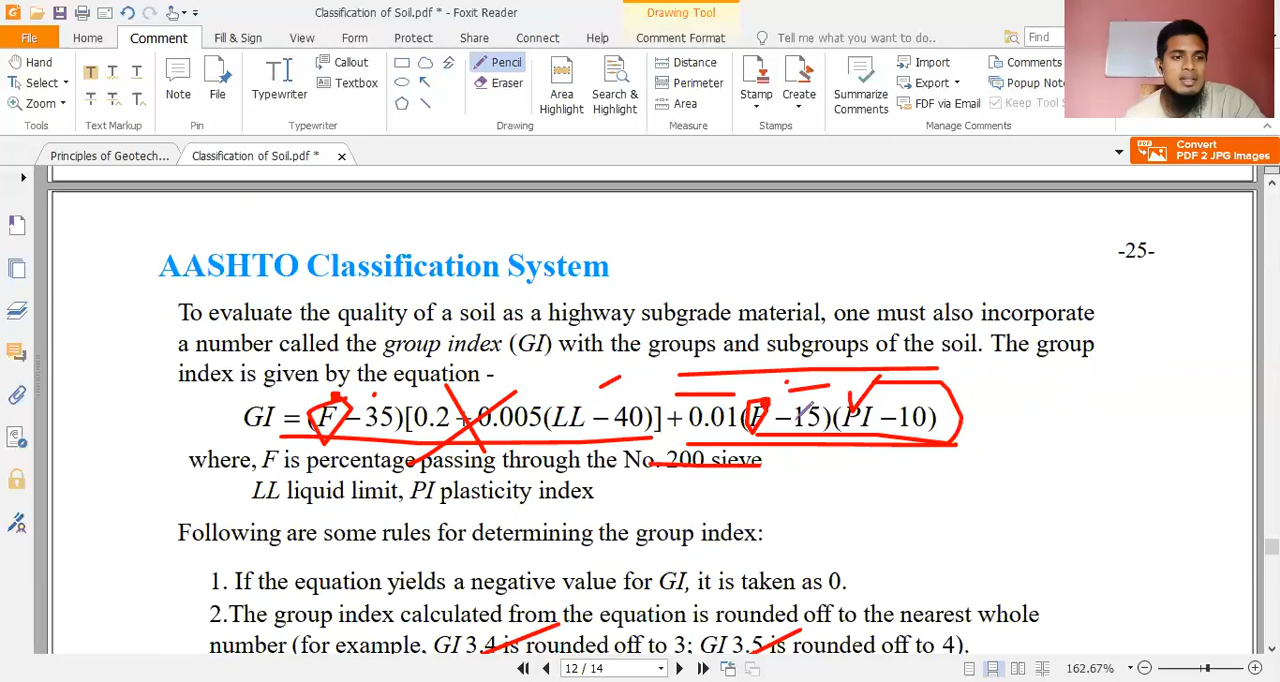 Classification of Soil.pdf * - Foxit Reader
Drawing Tool
File
Home
Comment
Fill & Sign
View
Form
Protect
Share
Connect
Help
Comment Format
Tell me what you want to do..
Find
Hand
Select
Zoom
Tools
Text Markup
Note
File
Pin
Typewriter
Callout
Textbox
Typewriter
Pencil
Eraser
Drawing
Area Highlight
Search & Highlight
Distance
Perimeter
Area
Measure
Stamp
Create
Stamps
Summarize Comments
Import
Export
FDF via Email
Comments
Popup Note
Keep Tool S
Manage Comments
Principles of Geotech...
Classification of Soil.pdf *
Convert
PDF 2 JPG Images
-25-
AASHTO Classification System
To evaluate the quality of a soil as a highway subgrade material, one must also incorporate
a number called the group index (GI) with the groups and subgroups of the soil. The group
index is given by the equation -
GI = (F − 35)[0.2 + 0.005(LL − 40)] + 0.01(F − 15)(PI − 10)
where, F is percentage passing through the No. 200 sieve
LL liquid limit, PI plasticity index
Following are some rules for determining the group index:
1. If the equation yields a negative value for GI, it is taken as 0.
2.The group index calculated from the equation is rounded off to the nearest whole
number (for example, GI 3.4 is rounded off to 3; GI 3.5 is rounded off to 4).
12 / 14
162.67%